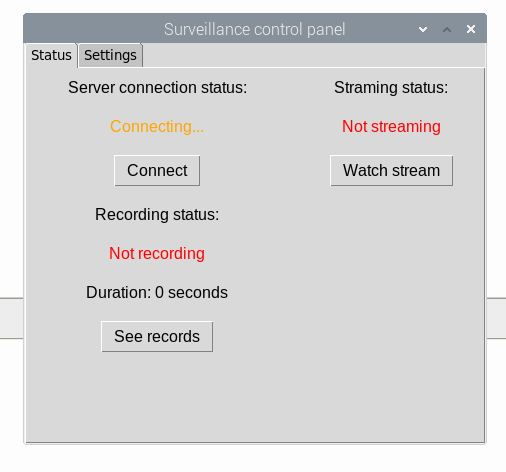 Surveillance control panel
Status Settings
Server connection status:
Connecting...
Connect
Straming status:
Not streaming
Watch stream
Recording status:
Not recording
Duration: 0 seconds
See records